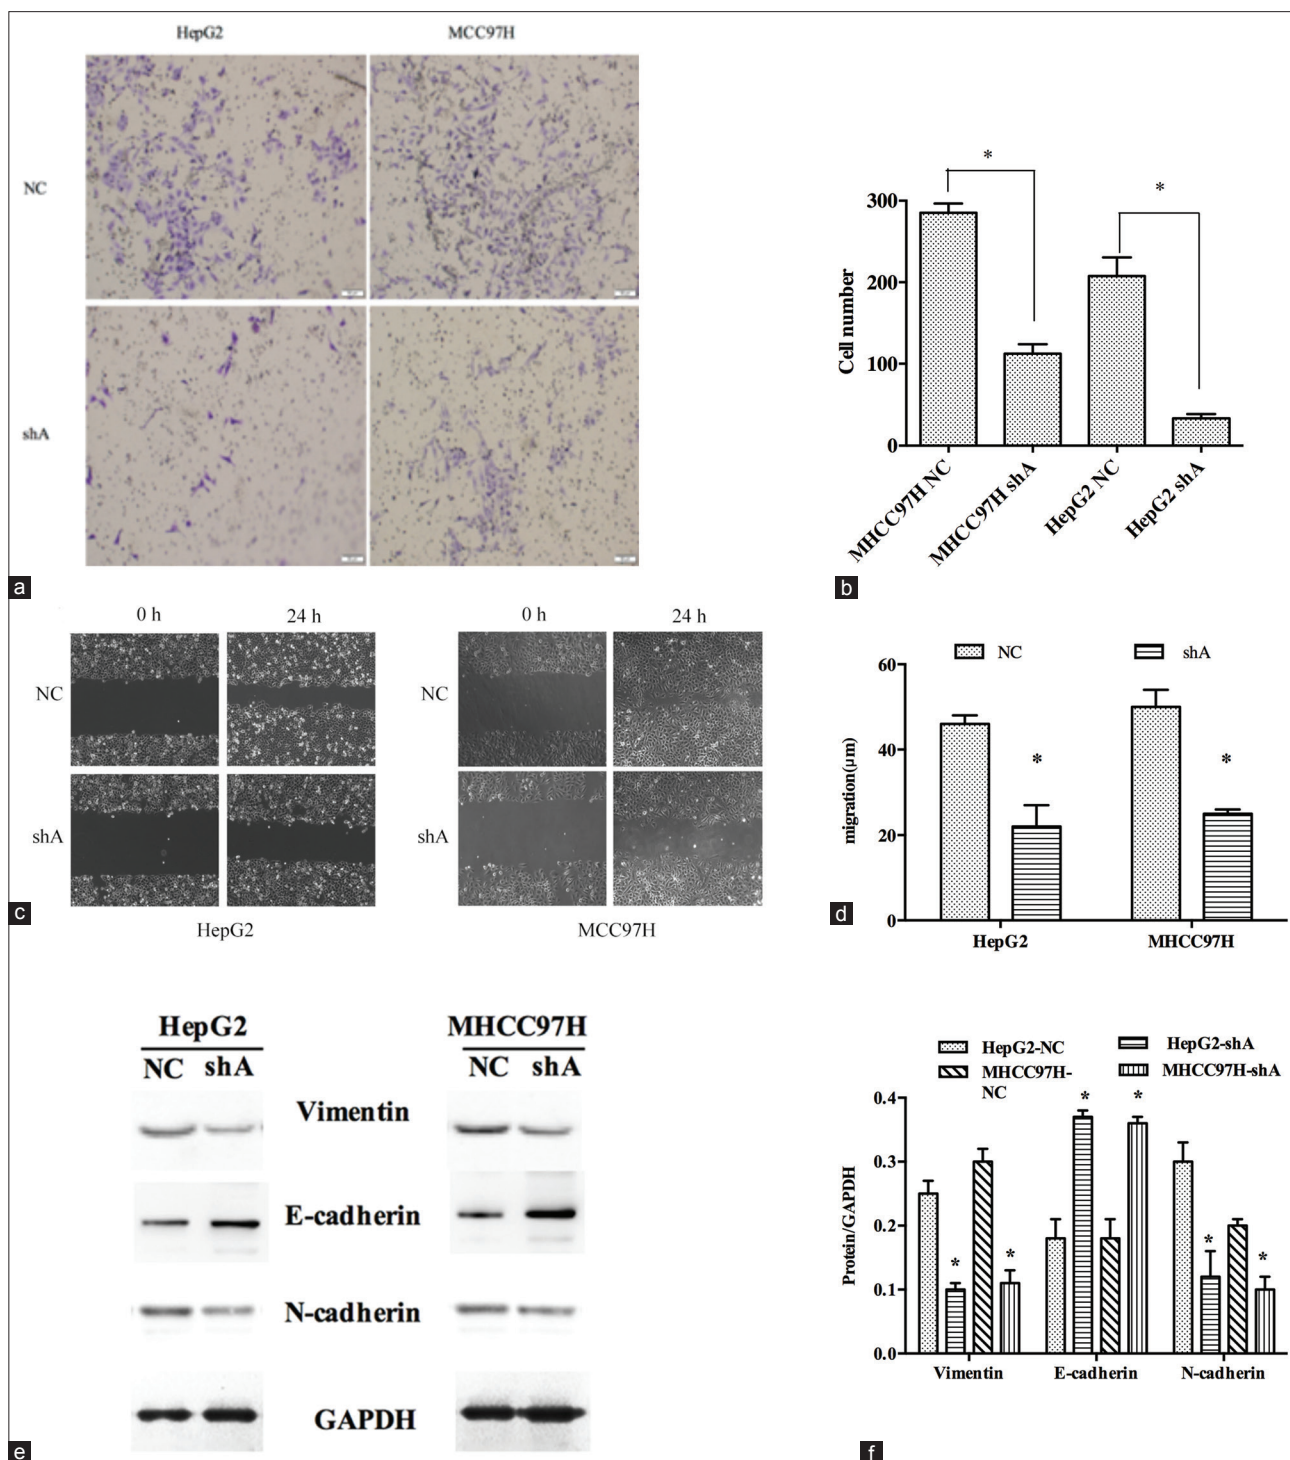 HepG2 MCC97H
NC
shA
a
*
*
300
200
100
0
Cell number
MHCC97H NC
MHCC97H shA
HepG2 NC
HepG2 shA
b
0 h 24 h 0 h 24 h
NC NC
shA shA
HepG2 MCC97H
c
NC shA
60
40
20
0
migration(μm)
*
*
HepG2 MHCC97H
d
HepG2 MHCC97H
NC shA NC shA
Vimentin
E-cadherin
N-cadherin
GAPDH
e
HepG2-NC HepG2-shA
MHCC97H- MHCC97H-shA
NC
0.4
0.3
0.2
0.1
0.0
Protein/GAPDH
* *
* * * *
Vimentin E-cadherin N-cadherin
f